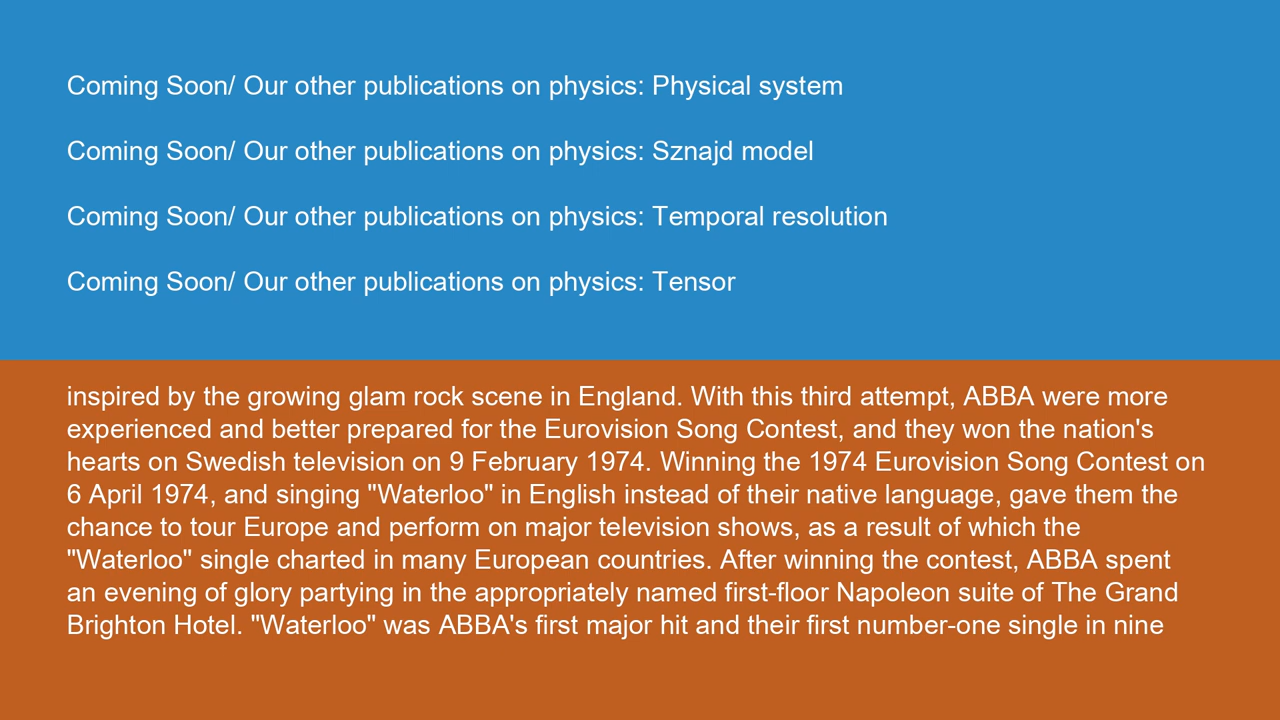 Coming Soon/ Our other publications on physics: Physical system
Coming Soon/ Our other publications on physics: Sznajd model
Coming Soon/ Our other publications on physics: Temporal resolution
Coming Soon/ Our other publications on physics: Tensor
inspired by the growing glam rock scene in England. With this third attempt, ABBA were more
experienced and better prepared for the Eurovision Song Contest, and they won the nation's
hearts on Swedish television on 9 February 1974. Winning the 1974 Eurovision Song Contest on
6 April 1974, and singing "Waterloo" in English instead of their native language, gave them the
chance to tour Europe and perform on major television shows, as a result of which the
"Waterloo" single charted in many European countries. After winning the contest, ABBA spent
an evening of glory partying in the appropriately named first-floor Napoleon suite of The Grand
Brighton Hotel. "Waterloo" was ABBA's first major hit and their first number-one single in nine